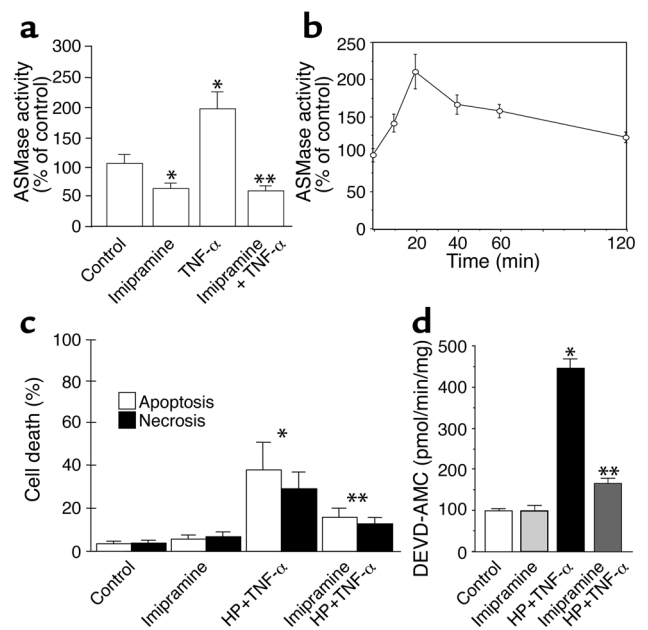 a
ASMase activity
(% of control)
300
250
200
150
100
50
0
*
*
**
Control
Imipramine
TNF-α
Imipramine
+ TNF-α
b
ASMase activity
(% of control)
250
200
150
100
50
0
20
40
60
120
Time (min)
c
Cell death (%)
100
80
60
40
20
0
Apoptosis
Necrosis
*
**
Control
Imipramine
HP+TNF-α
Imipramine
HP+TNF-α
d
DEVD-AMC (pmol/min/mg)
500
400
300
200
100
0
*
**
Control
Imipramine
HP+TNF-α
Imipramine
HP+TNF-α